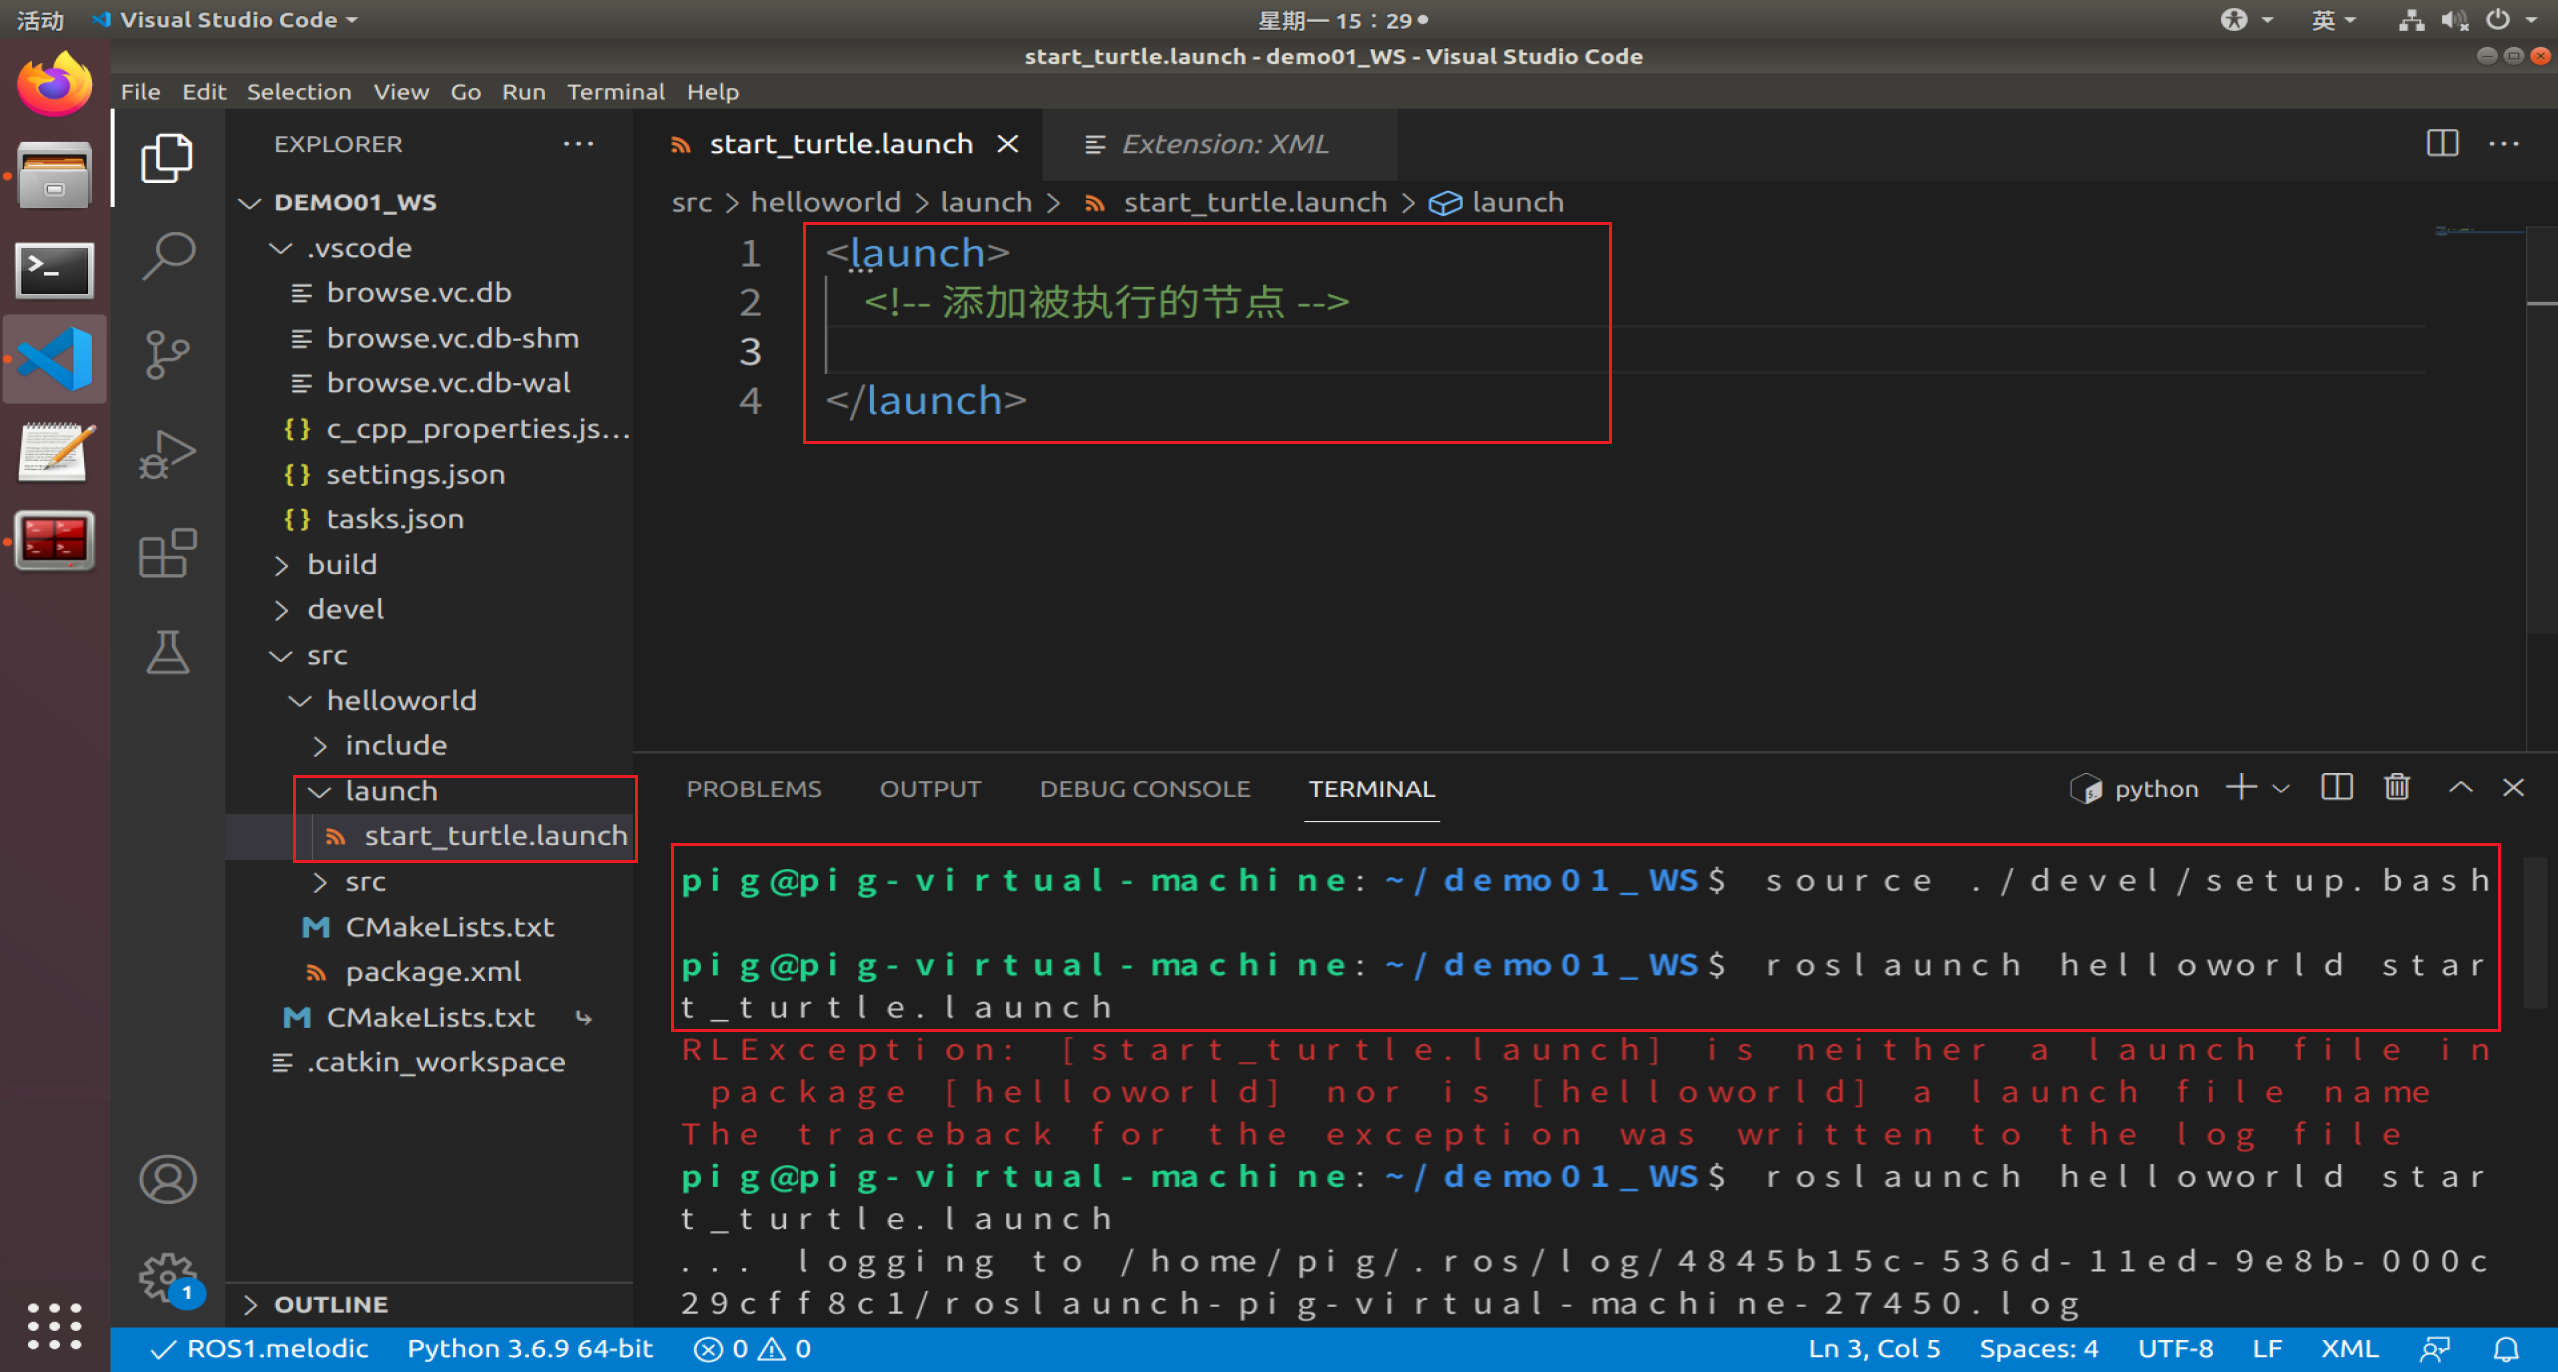 活动 Visual Studio Code 星期一 15：29 英
start_turtle.launch - demo01_WS - Visual Studio Code
File Edit Selection View Go Run Terminal Help
EXPLORER
DEMO01_WS
.vscode
browse.vc.db
browse.vc.db-shm
browse.vc.db-wal
c_cpp_properties.js...
settings.json
tasks.json
build
devel
src
helloworld
include
launch
start_turtle.launch
src
CMakeLists.txt
package.xml
CMakeLists.txt
.catkin_workspace
OUTLINE
1
start_turtle.launch Extension: XML
src > helloworld > launch > start_turtle.launch > launch
1 <launch>
2 <!-- 添加被执行的节点 -->
3
4 </launch>
PROBLEMS OUTPUT DEBUG CONSOLE TERMINAL python
pig@pig-virtual-machine:~/demo01_WS$ source ./devel/setup.bash
pig@pig-virtual-machine:~/demo01_WS$ roslaunch helloworld star
t_turtle.launch
RLException: [start_turtle.launch] is neither a launch file in
package [helloworld] nor is [helloworld] a launch file name
The traceback for the exception was written to the log file
pig@pig-virtual-machine:~/demo01_WS$ roslaunch helloworld star
t_turtle.launch
... logging to /home/pig/.ros/log/4845b15c-536d-11ed-9e8b-000c
29cff8c1/roslaunch-pig-virtual-machine-27450.log
ROS1.melodic Python 3.6.9 64-bit 0 0 Ln 3, Col 5 Spaces: 4 UTF-8 LF XML